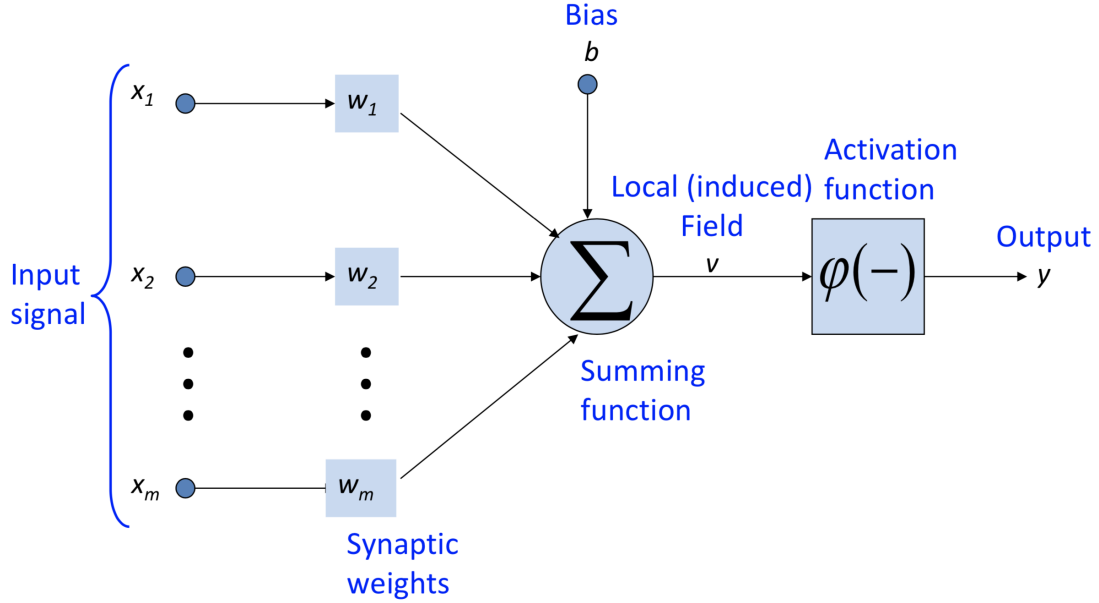 Bias
b
x1
w1
Activation
function
Local (induced)
Field
Output
Input
signal
x2
w2
∑
v
φ(−)
y
Summing
function
xm
wm
Synaptic
weights